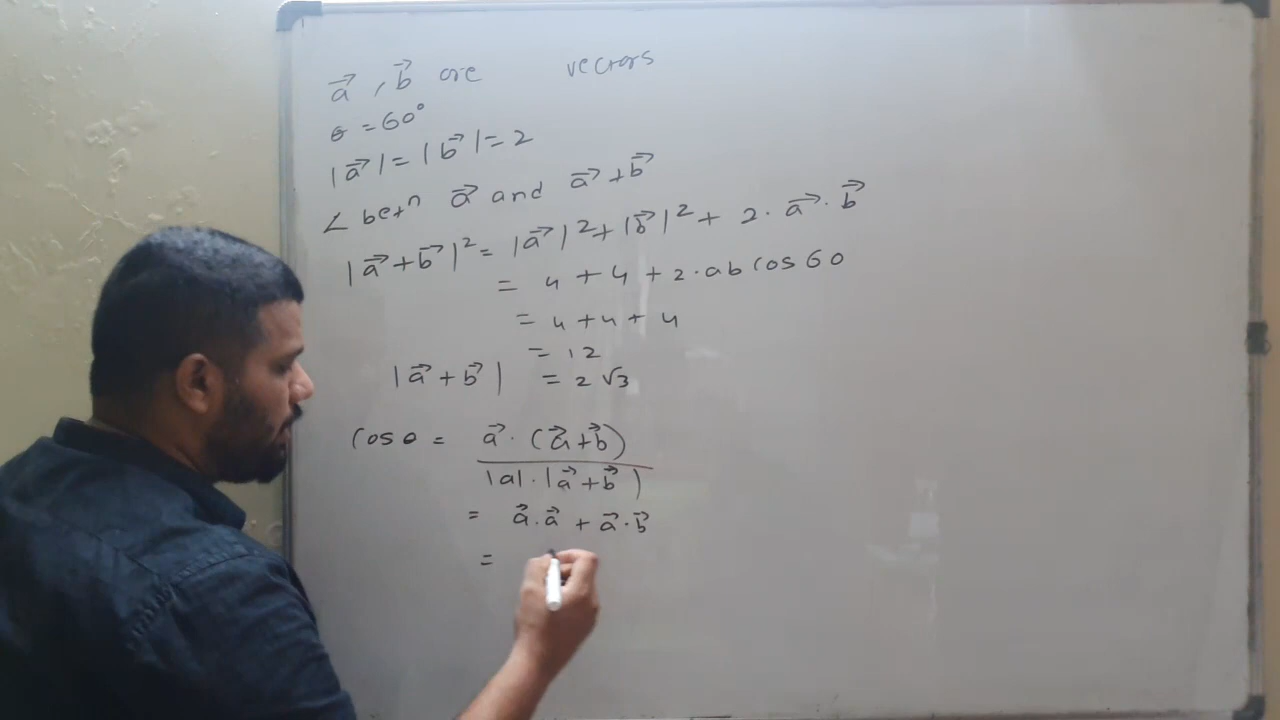 a⃗ , b⃗ are vectors
θ = 60°
|a⃗| = |b⃗| = 2
∠ betⁿ a⃗ and a⃗ + b⃗
|a⃗ + b⃗|² = |a⃗|² + |b⃗|² + 2 · a⃗ · b⃗
= 4 + 4 + 2 · ab cos 60
= 4 + 4 + 4
= 12
|a⃗ + b⃗| = 2 √3
cos θ = a⃗ · (a⃗ + b⃗)
|a| · |a⃗ + b⃗|
= a⃗ · a⃗ + a⃗ · b⃗
=